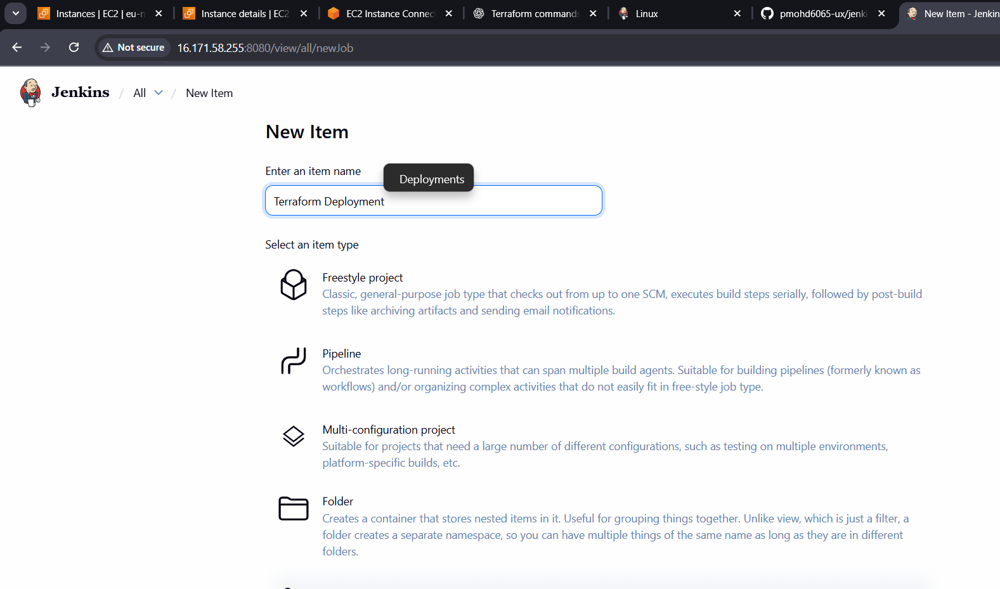 Instances | EC2 | eu-n
Instance details | EC2
EC2 Instance Connect
Terraform commands
Linux
pmohd6065-ux/jenki
New Item - Jenkin
Not secure
16.171.58.255:8080/view/all/newJob
Jenkins / All / New Item
New Item
Enter an item name
Deployments
Terraform Deployment
Select an item type
Freestyle project
Classic, general-purpose job type that checks out from up to one SCM, executes build steps serially, followed by post-build
steps like archiving artifacts and sending email notifications.
Pipeline
Orchestrates long-running activities that can span multiple build agents. Suitable for building pipelines (formerly known as
workflows) and/or organizing complex activities that do not easily fit in free-style job type.
Multi-configuration project
Suitable for projects that need a large number of different configurations, such as testing on multiple environments,
platform-specific builds, etc.
Folder
Creates a container that stores nested items in it. Useful for grouping things together. Unlike view, which is just a filter, a
folder creates a separate namespace, so you can have multiple things of the same name as long as they are in different
folders.